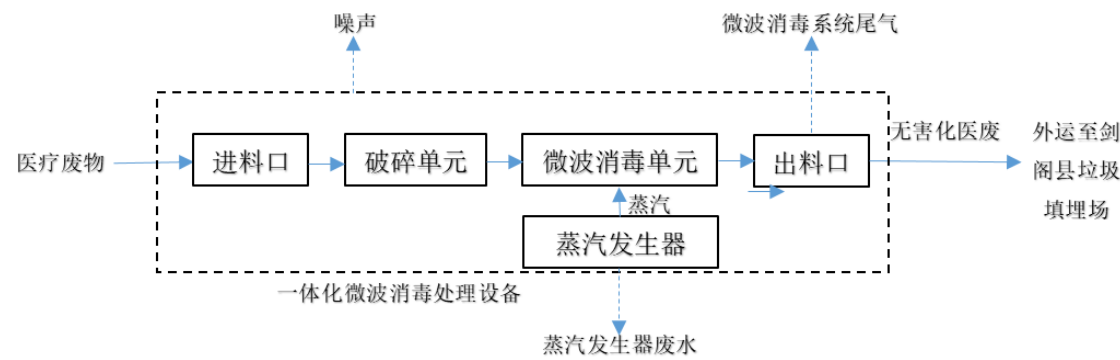 噪声
微波消毒系统尾气
医疗废物
进料口
破碎单元
微波消毒单元
出料口
无害化医废
外运至剑
阁县垃圾
填埋场
蒸汽
蒸汽发生器
一体化微波消毒处理设备
蒸汽发生器废水